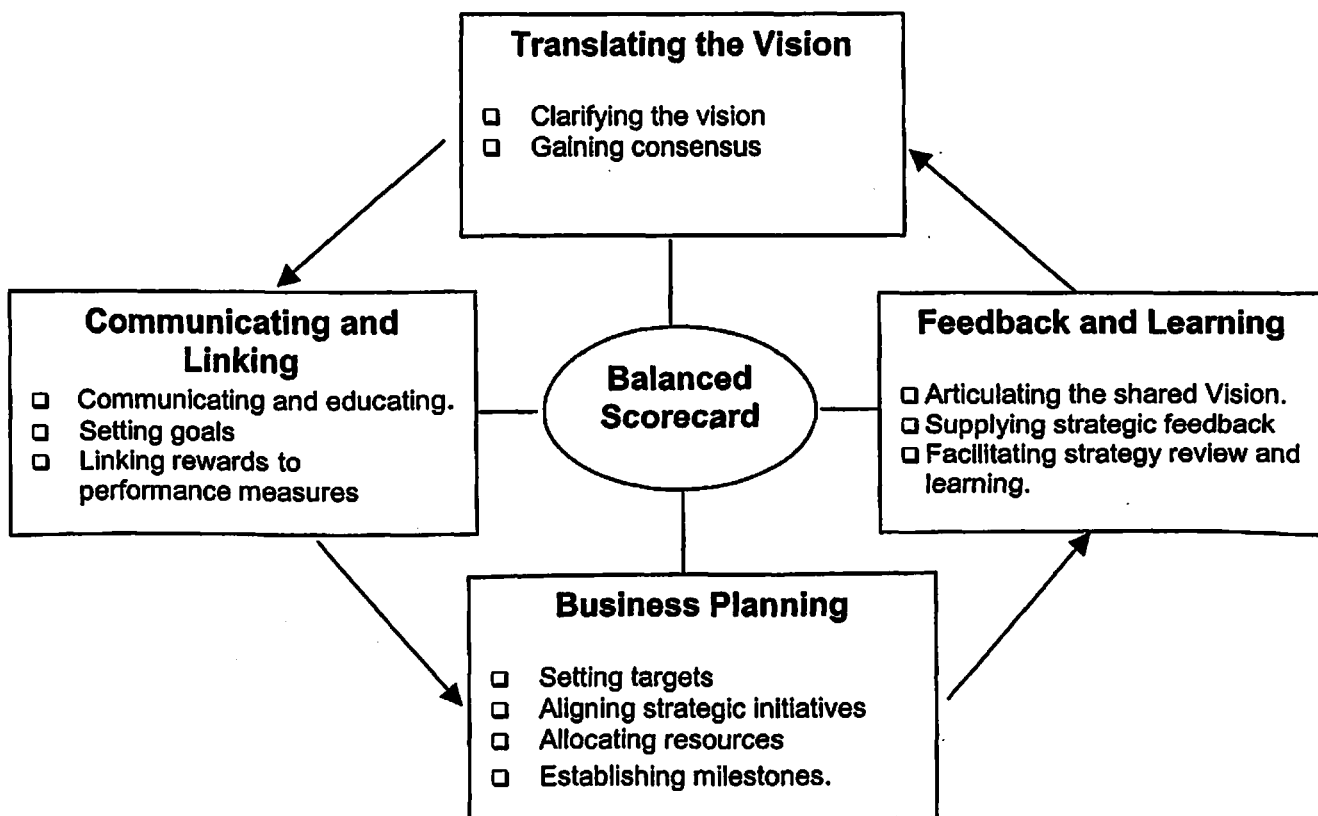 Translating the Vision
❑ Clarifying the vision
❑ Gaining consensus
Communicating and
Linking
❑ Communicating and educating.
❑ Setting goals
❑ Linking rewards to
performance measures
Balanced
Scorecard
Feedback and Learning
❑ Articulating the shared Vision.
❑ Supplying strategic feedback
❑ Facilitating strategy review and
learning.
Business Planning
❑ Setting targets
❑ Aligning strategic initiatives
❑ Allocating resources
❑ Establishing milestones.